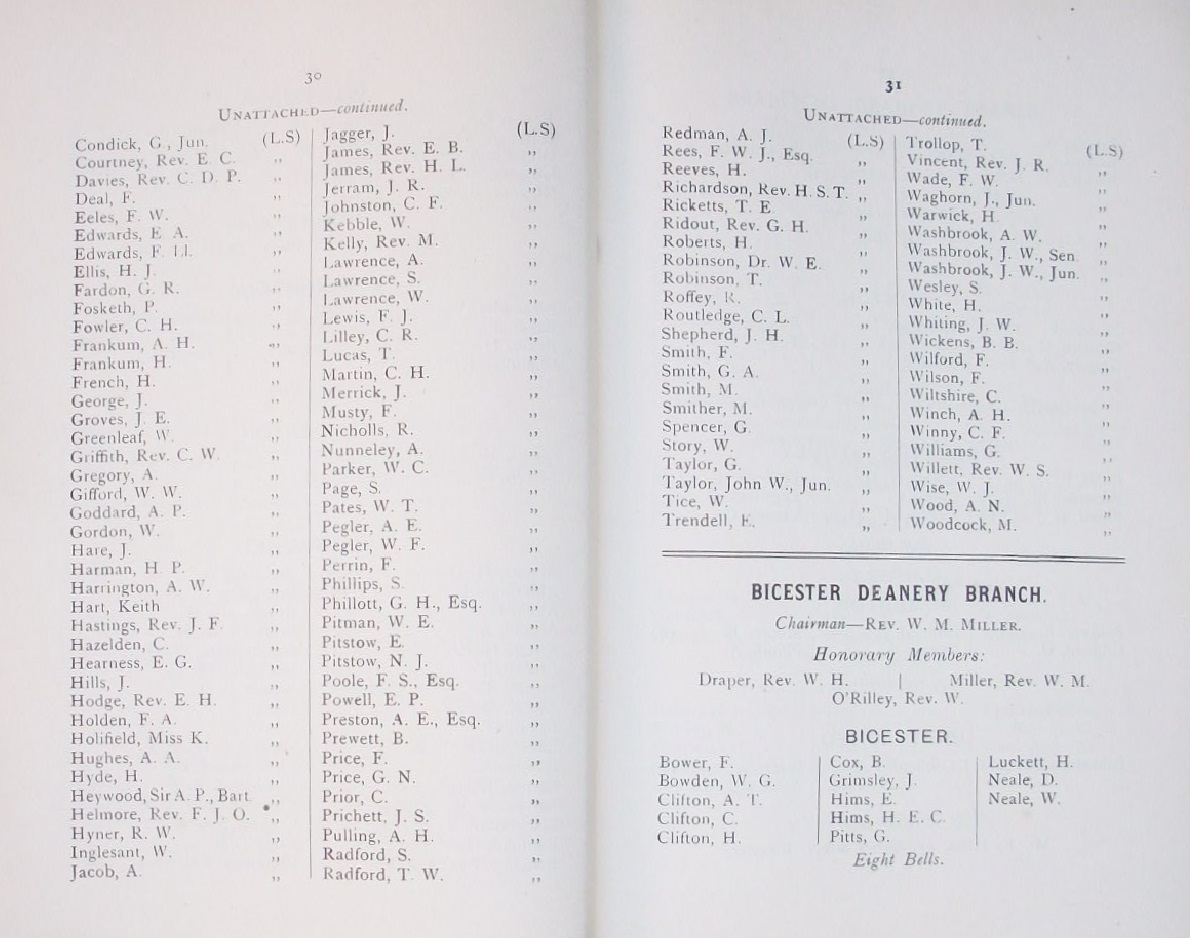 30
UNATTACHED—continued.
Condick, G., Jun. (L.S)
Courtney, Rev. E. C. ,,
Davies, Rev. C. D. P. ,,
Deal, F. ,,
Eeles, F. W. ,,
Edwards, E. A. ,,
Edwards, F. Ll. ,,
Ellis, H. J. ,,
Fardon, G. R. ,,
Fosketh, P. ,,
Fowler, C. H. ,,
Frankum, A. H. ,,
Frankum, H. ,,
French, H. ,,
George, J. ,,
Groves, J. E. ,,
Greenleaf, W. ,,
Griffith, Rev. C. W. ,,
Gregory, A. ,,
Gifford, W. W. ,,
Goddard, A. P. ,,
Gordon, W. ,,
Hare, J. ,,
Harman, H. P. ,,
Harrington, A. W. ,,
Hart, Keith ,,
Hastings, Rev. J. F. ,,
Hazelden, C. ,,
Hearness, E. G. ,,
Hills, J. ,,
Hodge, Rev. E. H. ,,
Holden, F. A. ,,
Holifield, Miss K. ,,
Hughes, A. A. ,,
Hyde, H. ,,
Heywood, Sir A. P., Bart. ,,
Helmore, Rev. F. J. O. ,,
Hyner, R. W. ,,
Inglesant, W. ,,
Jacob, A. ,,
Jagger, J. (L.S)
James, Rev. E. B. ,,
James, Rev. H. L. ,,
Jerram, J. R. ,,
Johnston, C. F. ,,
Kebble, W. ,,
Kelly, Rev. M. ,,
Lawrence, A. ,,
Lawrence, S. ,,
Lawrence, W. ,,
Lewis, F. J. ,,
Lilley, C. R. ,,
Lucas, T. ,,
Martin, C. H. ,,
Merrick, J. ,,
Musty, F. ,,
Nicholls, R. ,,
Nunneley, A. ,,
Parker, W. C. ,,
Page, S. ,,
Pates, W. T. ,,
Pegler, A. E. ,,
Pegler, W. F. ,,
Perrin, F. ,,
Phillips, S. ,,
Phillott, G. H., Esq. ,,
Pitman, W. E. ,,
Pitstow, E. ,,
Pitstow, N. J. ,,
Poole, F. S., Esq. ,,
Powell, E. P. ,,
Preston, A. E., Esq. ,,
Prewett, B. ,,
Price, F. ,,
Price, G. N. ,,
Prior, C. ,,
Prichett, J. S. ,,
Pulling, A. H. ,,
Radford, S. ,,
Radford, T. W. ,,
31
UNATTACHED—continued.
Redman, A. J. (L.S)
Rees, F. W. J., Esq. ,,
Reeves, H. ,,
Richardson, Rev. H. S. T. ,,
Ricketts, T. E. ,,
Ridout, Rev. G. H. ,,
Roberts, H. ,,
Robinson, Dr. W. E. ,,
Robinson, T. ,,
Roffey, R. ,,
Routledge, C. L. ,,
Shepherd, J. H. ,,
Smith, F. ,,
Smith, G. A. ,,
Smith, M. ,,
Smither, M. ,,
Spencer, G. ,,
Story, W. ,,
Taylor, G. ,,
Taylor, John W., Jun. ,,
Tice, W. ,,
Trendell, E. ,,
Trollop, T. (L.S)
Vincent, Rev. J. R. ,,
Wade, F. W. ,,
Waghorn, J., Jun. ,,
Warwick, H. ,,
Washbrook, A. W. ,,
Washbrook, J. W., Sen. ,,
Washbrook, J. W., Jun. ,,
Wesley, S. ,,
White, H. ,,
Whiting, J. W. ,,
Wickens, B. B. ,,
Wilford, F. ,,
Wilson, F. ,,
Wiltshire, C. ,,
Winch, A. H. ,,
Winny, C. F. ,,
Williams, G. ,,
Willett, Rev. W. S. ,,
Wise, W. J. ,,
Wood, A. N. ,,
Woodcock, M. ,,
BICESTER DEANERY BRANCH.
Chairman—REV. W. M. MILLER.
Honorary Members:
Draper, Rev. W. H. | Miller, Rev. W. M.
O'Rilley, Rev. W.
BICESTER.
Bower, F.
Bowden, W. G.
Clifton, A. T.
Clifton, C.
Clifton, H.
Cox, B.
Grimsley, J.
Hims, E.
Hims, H. E. C.
Pitts, G.
Luckett, H.
Neale, D.
Neale, W.
Eight Bells.